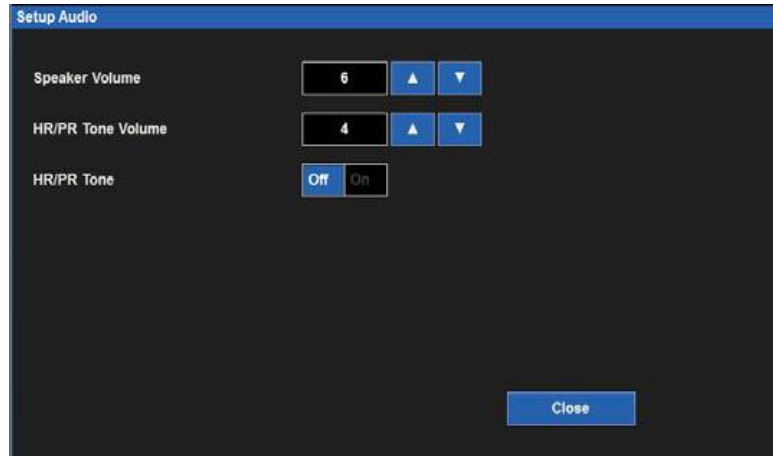 Setup Audio
Speaker Volume 6 ▲ ▼
HR/PR Tone Volume 4 ▲ ▼
HR/PR Tone Off On
Close